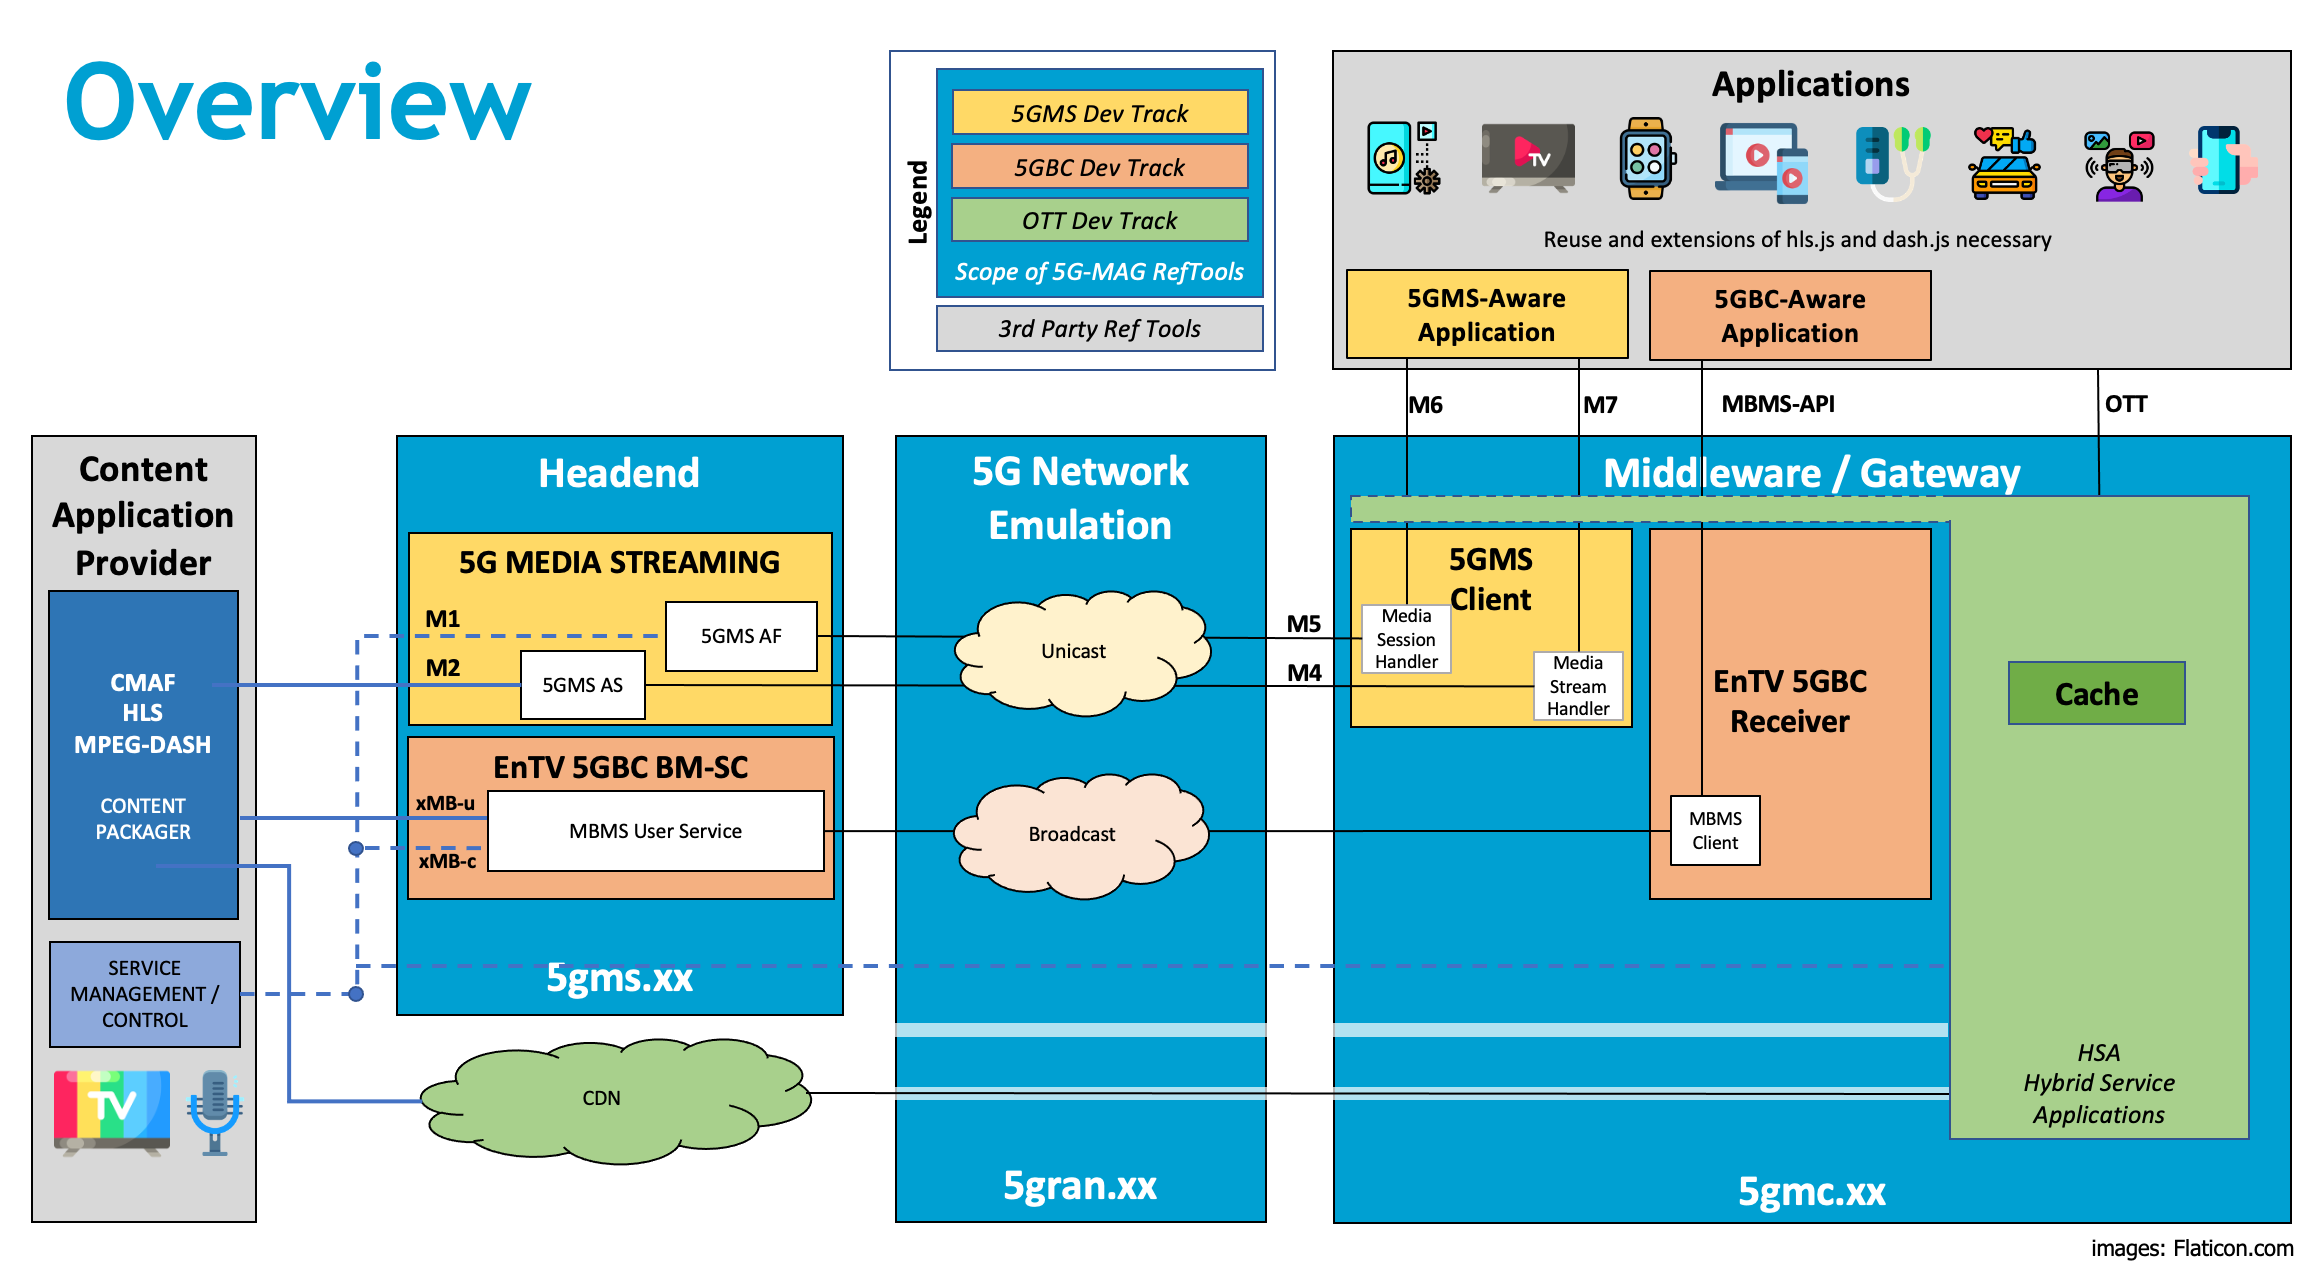 Overview
Legend
5GMS Dev Track
5GBC Dev Track
OTT Dev Track
Scope of 5G-MAG RefTools
3rd Party Ref Tools
Applications
TV
Reuse and extensions of hls.js and dash.js necessary
5GMS-Aware
Application
5GBC-Aware
Application
M6
M7
MBMS-API
OTT
Content
Application
Provider
CMAF
HLS
MPEG-DASH
CONTENT
PACKAGER
SERVICE
MANAGEMENT /
CONTROL
TV
Headend
5G MEDIA STREAMING
M1
5GMS AF
M2
5GMS AS
EnTV 5GBC BM-SC
xMB-u
MBMS User Service
xMB-c
5gms.xx
CDN
5G Network
Emulation
Unicast
Broadcast
5gran.xx
M5
M4
Middleware / Gateway
5GMS
Client
Media
Session
Handler
Media
Stream
Handler
EnTV 5GBC
Receiver
MBMS
Client
Cache
HSA
Hybrid Service
Applications
5gmc.xx
images: Flaticon.com